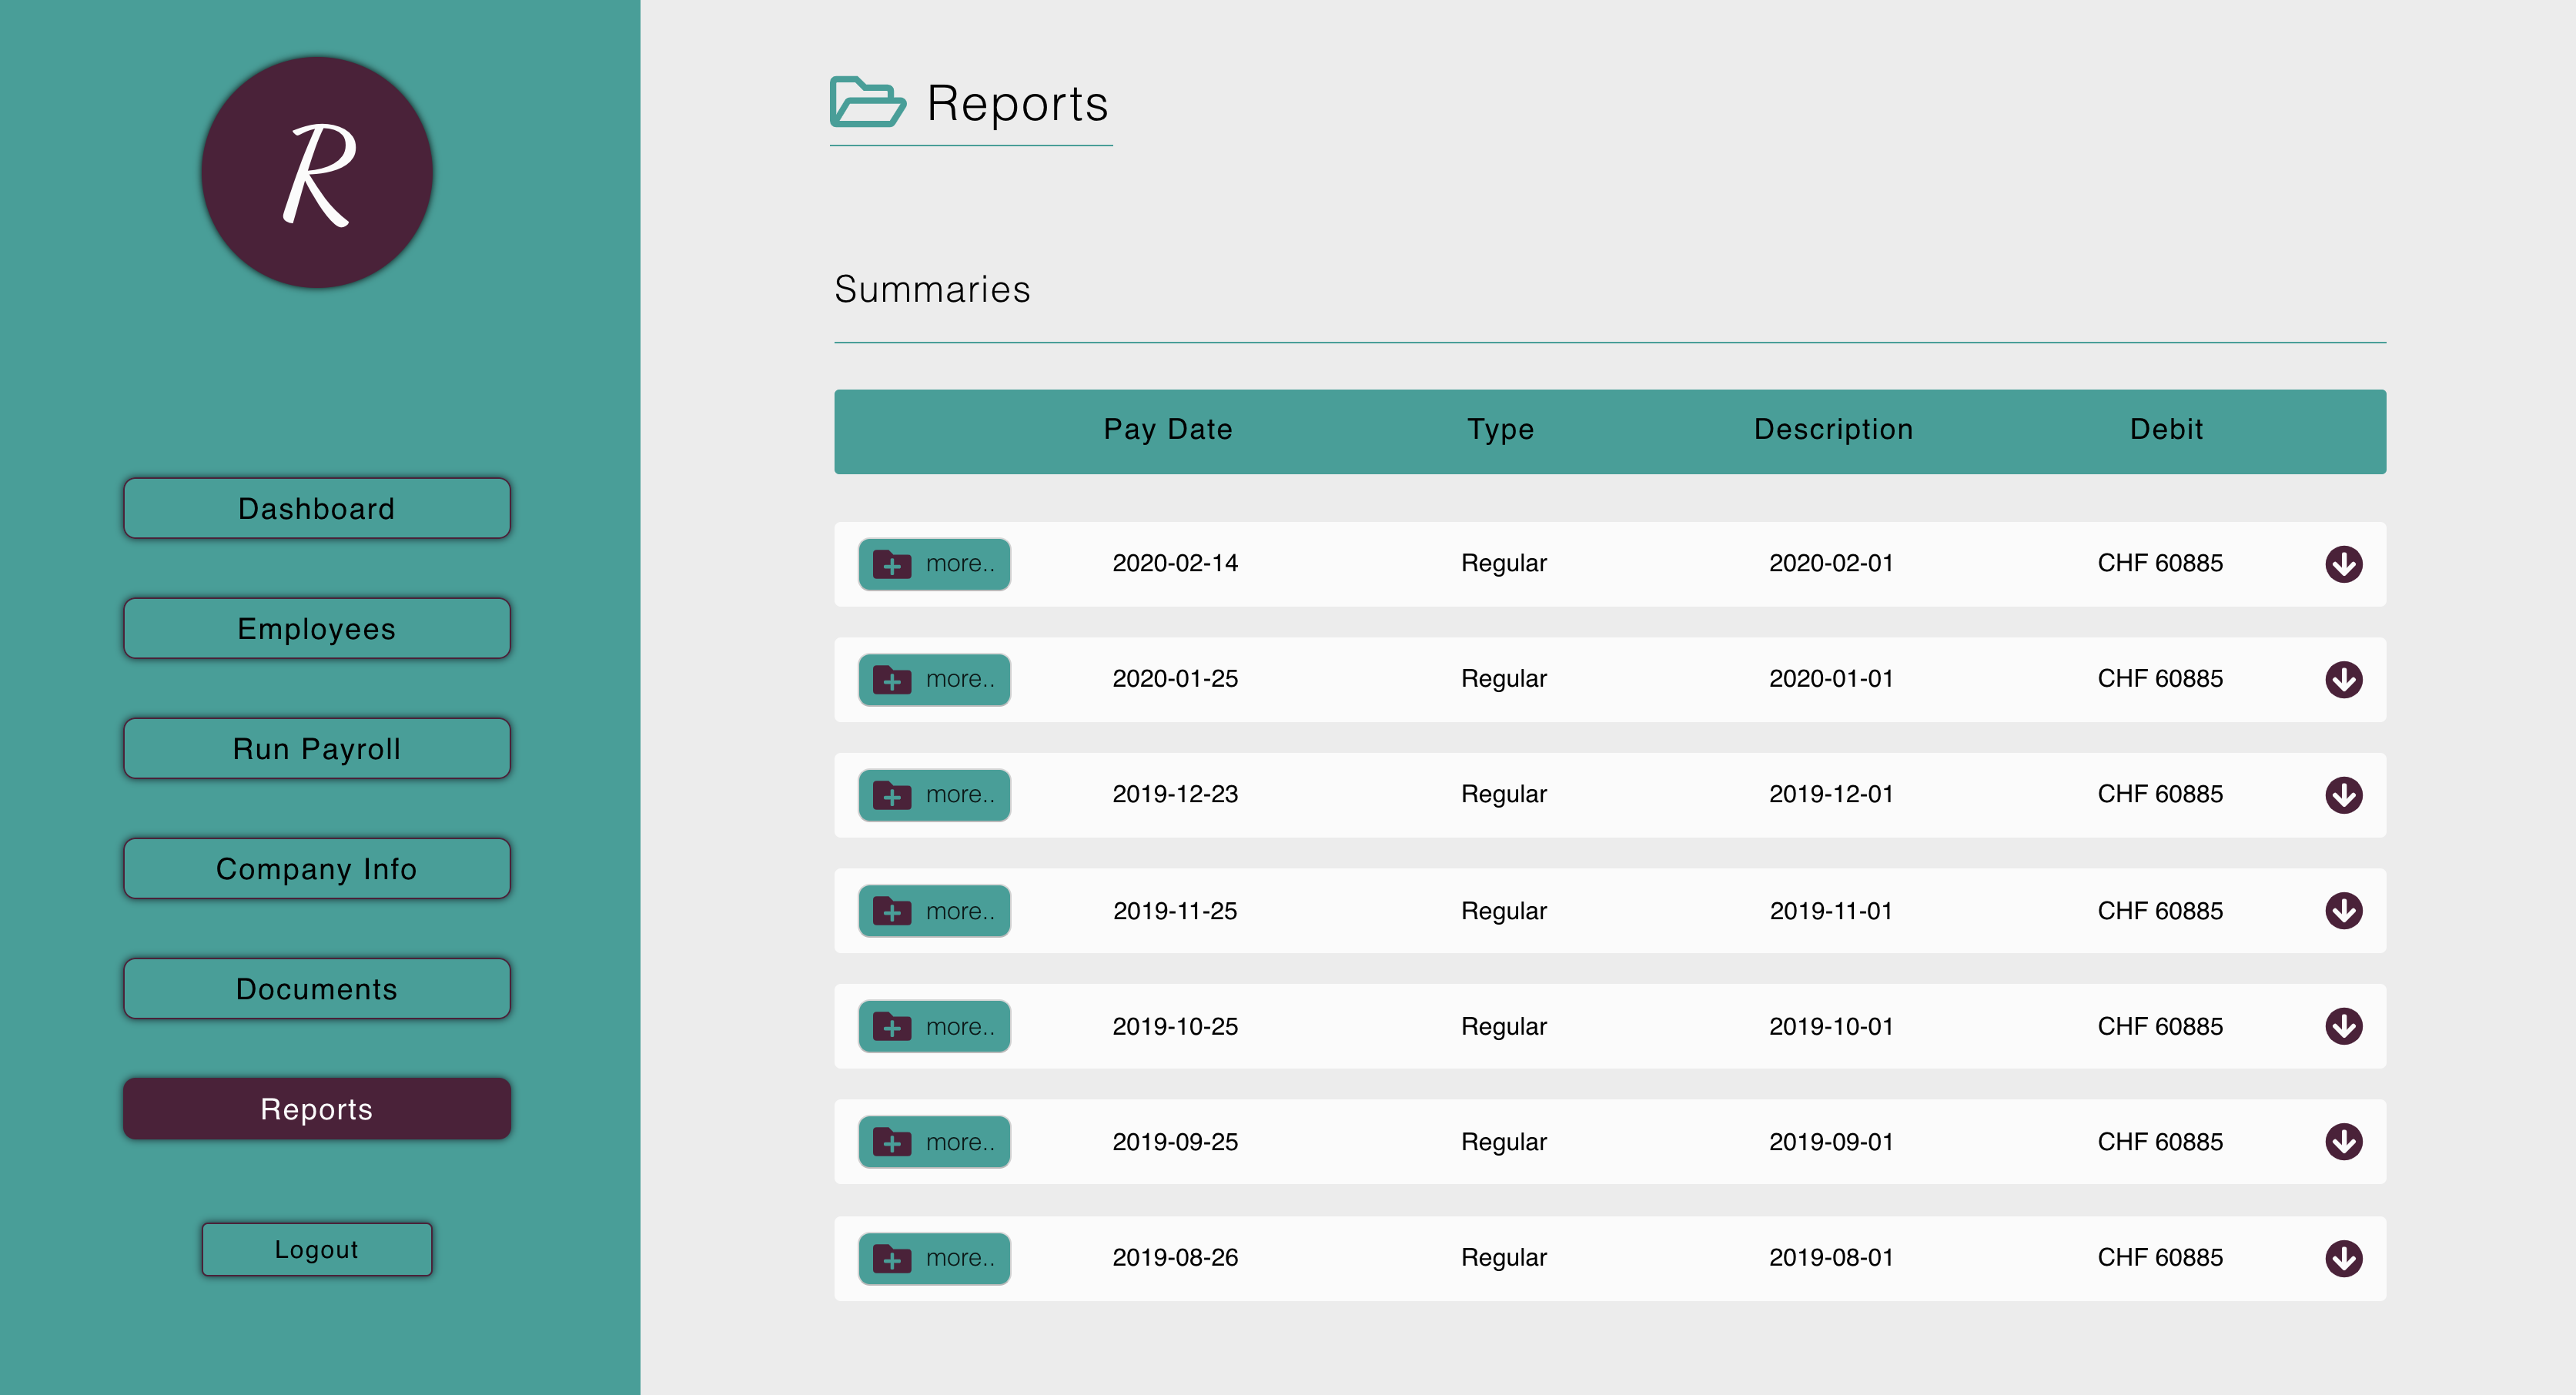 R
Dashboard
Employees
Run Payroll
Company Info
Documents
Reports
Logout
Reports
Summaries
Pay Date Type Description Debit
more.. 2020-02-14 Regular 2020-02-01 CHF 60885
more.. 2020-01-25 Regular 2020-01-01 CHF 60885
more.. 2019-12-23 Regular 2019-12-01 CHF 60885
more.. 2019-11-25 Regular 2019-11-01 CHF 60885
more.. 2019-10-25 Regular 2019-10-01 CHF 60885
more.. 2019-09-25 Regular 2019-09-01 CHF 60885
more.. 2019-08-26 Regular 2019-08-01 CHF 60885